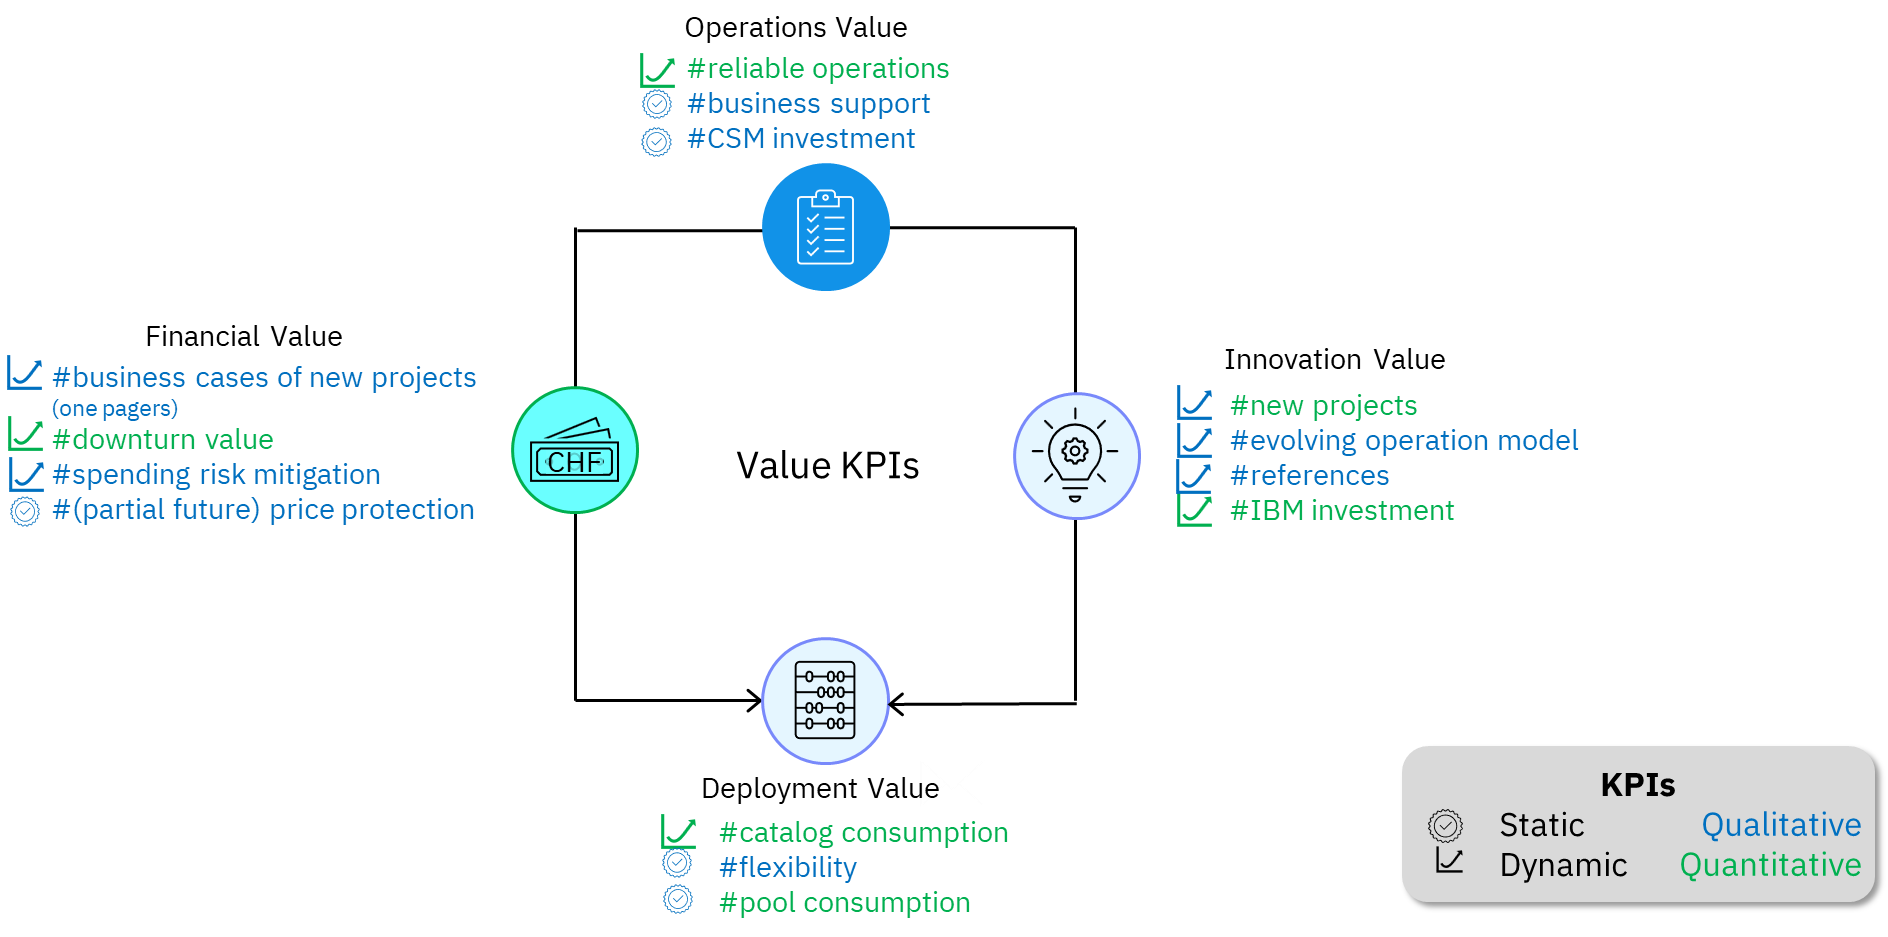 Operations Value
#reliable operations
#business support
#CSM investment
Financial Value
#business cases of new projects
(one pagers)
#downturn value
#spending risk mitigation
#(partial future) price protection
CHF
Value KPIs
Innovation Value
#new projects
#evolving operation model
#references
#IBM investment
Deployment Value
#catalog consumption
#flexibility
#pool consumption
KPIs
Static Qualitative
Dynamic Quantitative